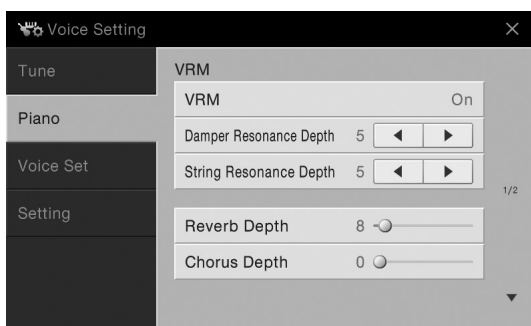 Voice Setting
Tune
Piano
Voice Set
Setting
VRM
VRM On
Damper Resonance Depth 5
String Resonance Depth 5
Reverb Depth 8
Chorus Depth 0
1/2